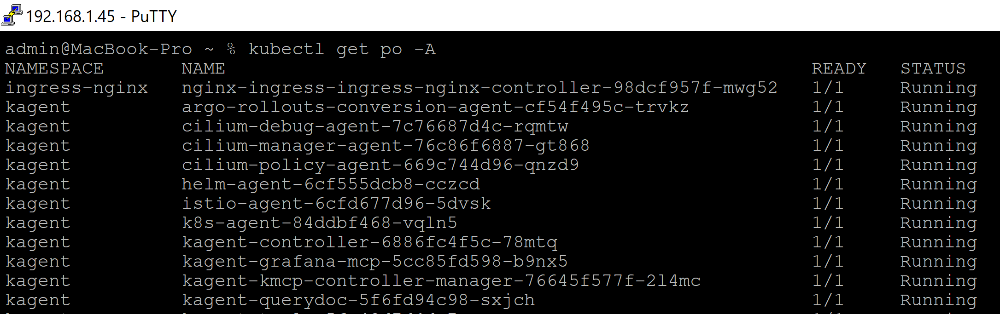 192.168.1.45 - PuTTY
admin@MacBook-Pro ~ % kubectl get po -A
NAMESPACE NAME READY STATUS
ingress-nginx nginx-ingress-ingress-nginx-controller-98dcf957f-mwg52 1/1 Running
kagent argo-rollouts-conversion-agent-cf54f495c-trvkz 1/1 Running
kagent cilium-debug-agent-7c76687d4c-rqmtw 1/1 Running
kagent cilium-manager-agent-76c86f6887-gt868 1/1 Running
kagent cilium-policy-agent-669c744d96-qnzd9 1/1 Running
kagent helm-agent-6cf555dcb8-cczcd 1/1 Running
kagent istio-agent-6cfd677d96-5dvsk 1/1 Running
kagent k8s-agent-84ddbf468-vqln5 1/1 Running
kagent kagent-controller-6886fc4f5c-78mtq 1/1 Running
kagent kagent-grafana-mcp-5cc85fd598-b9nx5 1/1 Running
kagent kagent-kmcp-controller-manager-76645f577f-2l4mc 1/1 Running
kagent kagent-querydoc-5f6fd94c98-sxjch 1/1 Running